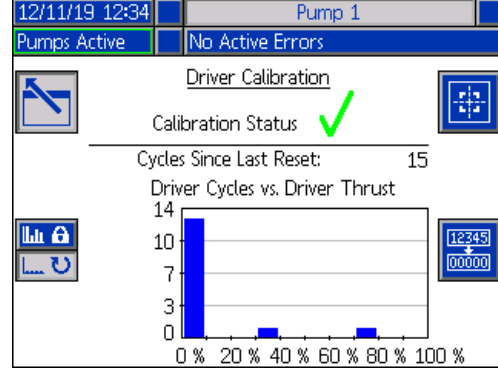 12/11/19 12:34
Pump 1
Pumps Active
No Active Errors
Driver Calibration
Calibration Status
Cycles Since Last Reset: 15
Driver Cycles vs. Driver Thrust
14
10
7
3
0
0 % 20 % 40 % 60 % 80 % 100 %
12345
00000